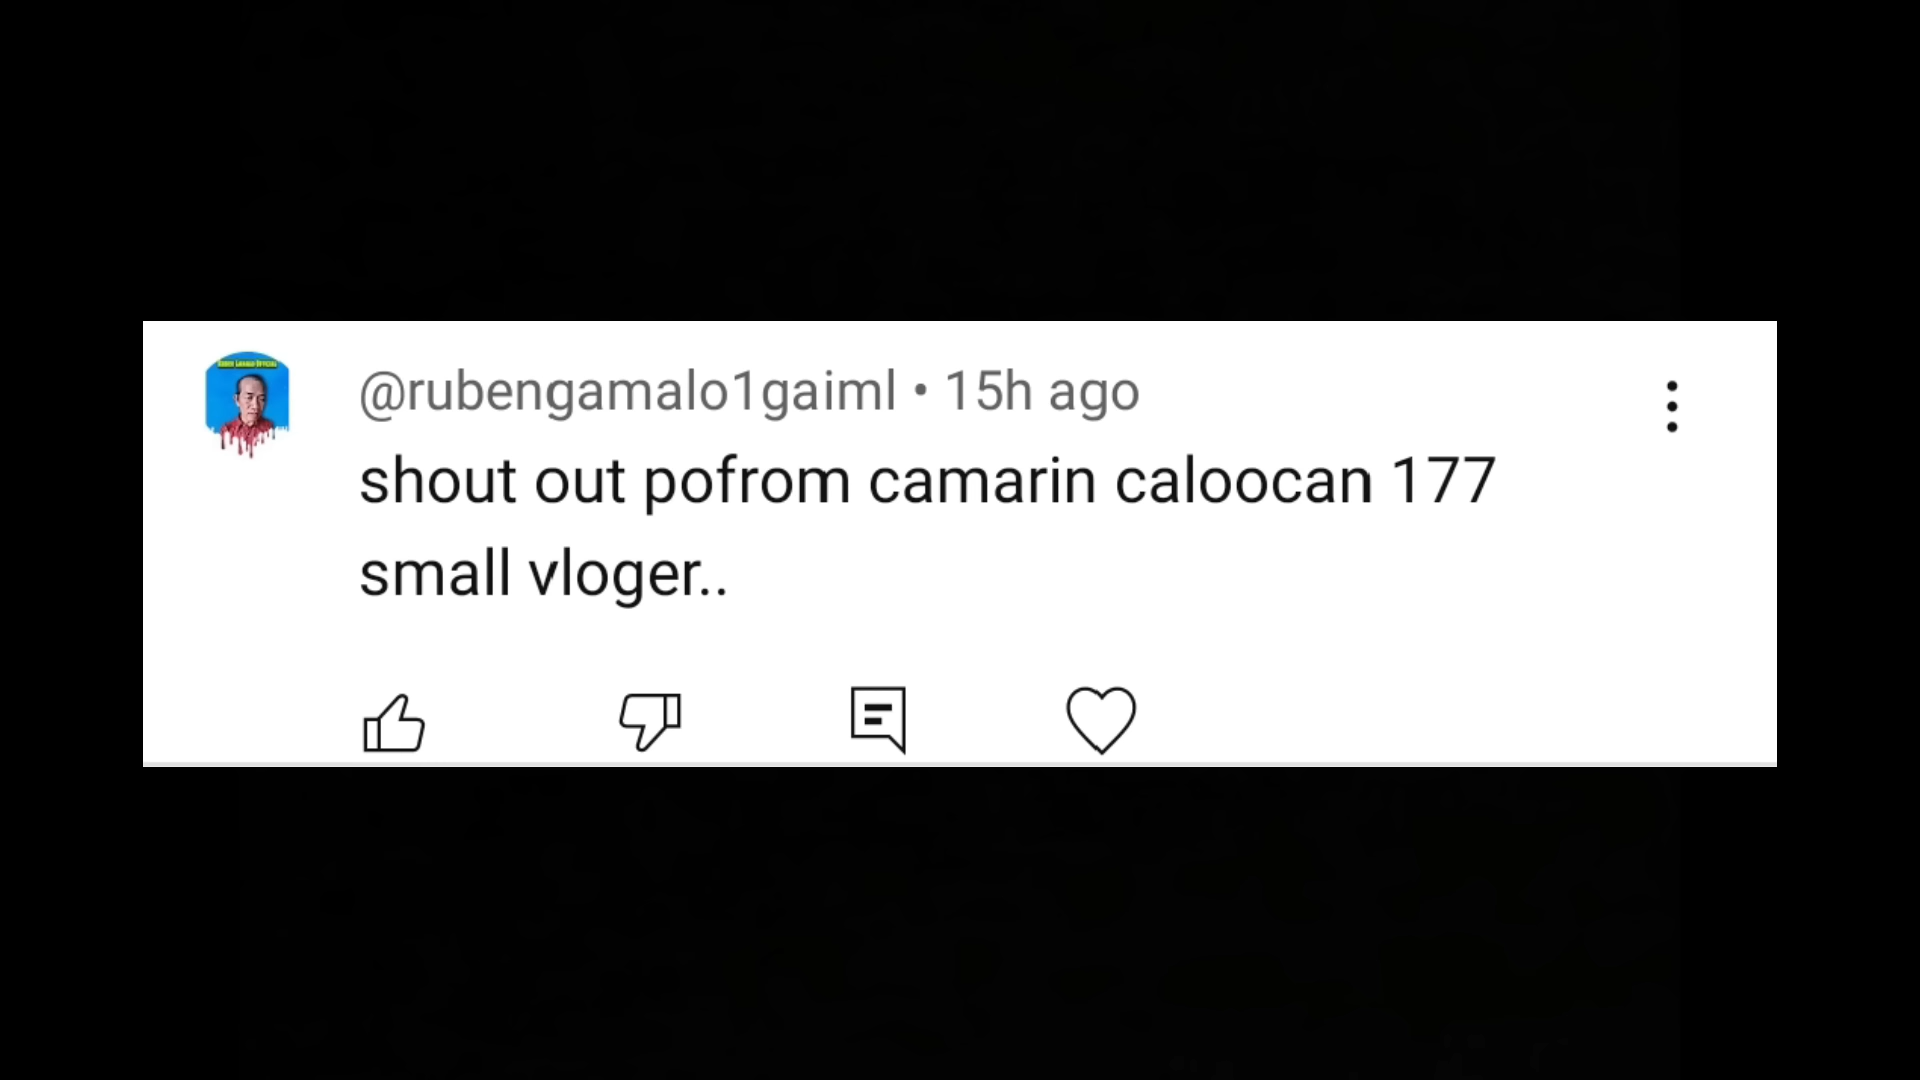 @rubengamalo1gaiml • 15h ago
shout out pofrom camarin caloocan 177
small vloger..